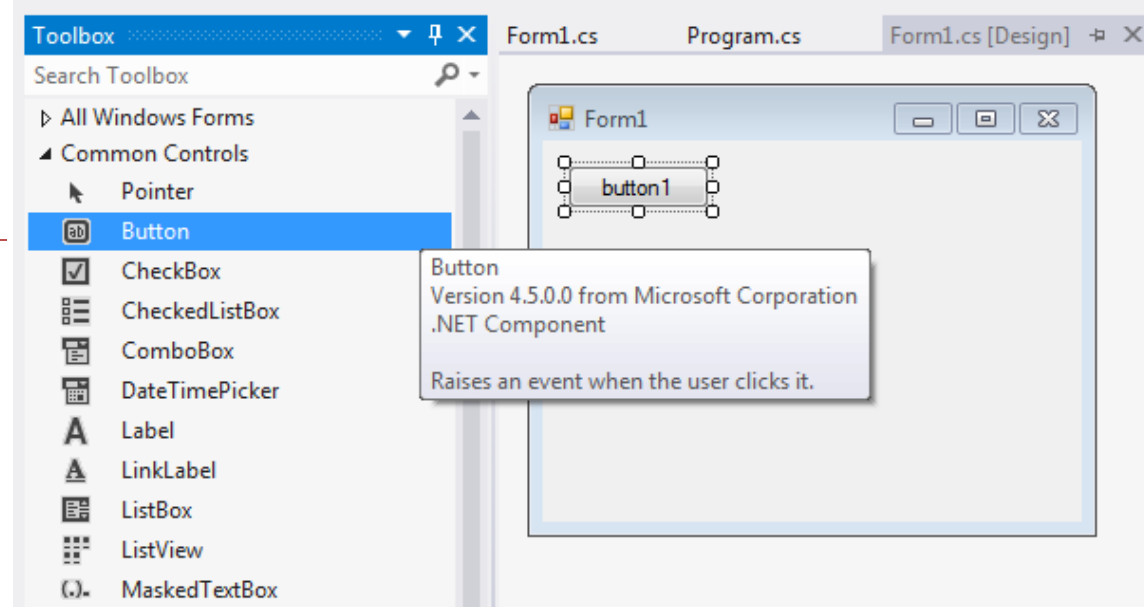 Toolbox
Search Toolbox
All Windows Forms
Common Controls
Pointer
Button
CheckBox
CheckedListBox
ComboBox
DateTimePicker
Label
LinkLabel
ListBox
ListView
MaskedTextBox
Form1.cs Program.cs Form1.cs [Design]
Form1
button1
Button
Version 4.5.0.0 from Microsoft Corporation
.NET Component
Raises an event when the user clicks it.